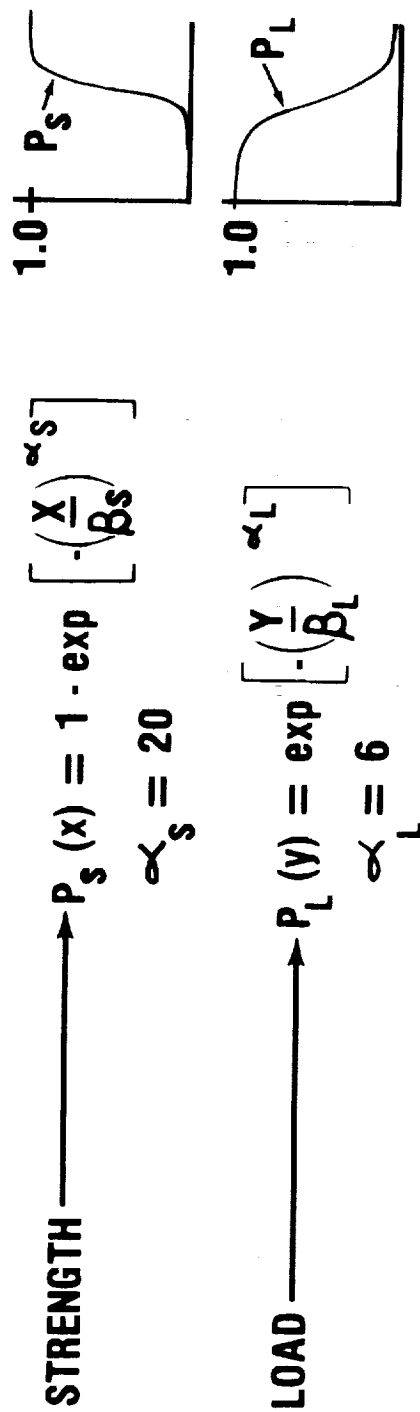 STRENGTH → P_S (x) = 1 - exp [-(X/β_S)^α_S]
α_S = 20
1.0
P_S
LOAD → P_L (y) = exp [-(Y/β_L)^α_L]
α_L = 6
1.0
P_L